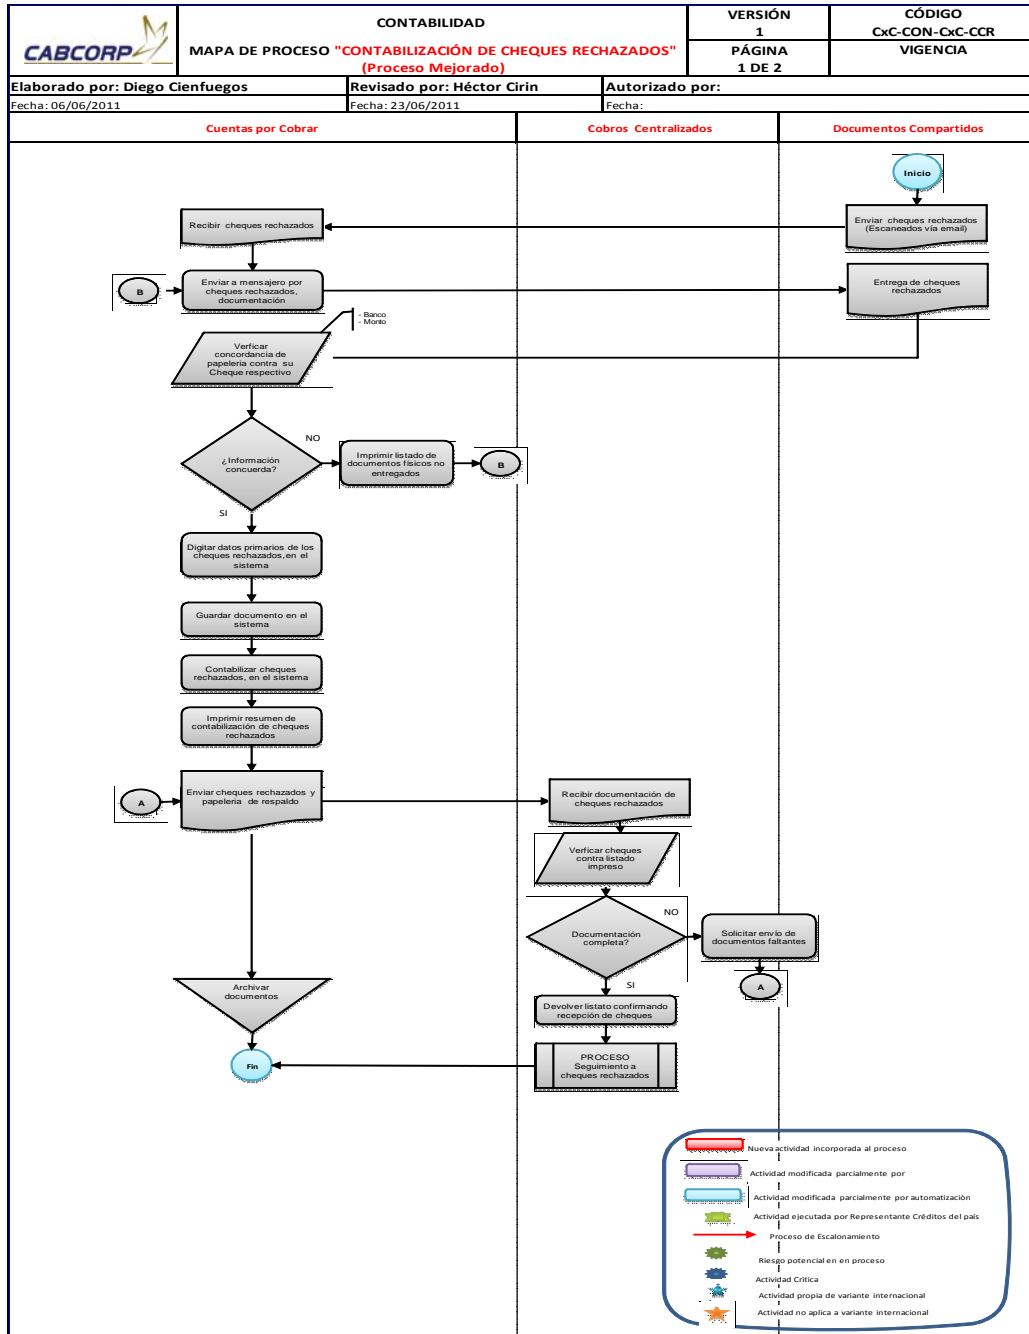 CABCORP
CONTABILIDAD
MAPA DE PROCESO "CONTABILIZACIÓN DE CHEQUES RECHAZADOS"
(Proceso Mejorado)
VERSIÓN
1
CÓDIGO
CxC-CON-CxC-CCR
PÁGINA
1 DE 2
VIGENCIA
Elaborado por: Diego Cienfuegos
Revisado por: Héctor Cirin
Autorizado por:
Fecha: 06/06/2011
Fecha: 23/06/2011
Fecha:
Cuentas por Cobrar
Cobros Centralizados
Documentos Compartidos
Inicio
Recibir cheques rechazados
Enviar cheques rechazados
(Escaneados vía email)
B
Enviar a mensajero por
cheques rechazados,
documentación
Entrega de cheques
rechazados
- Banco
- Monto
Verficar
concordancia de
papeleria contra su
Cheque respectivo
¿Información
concuerda?
NO
Imprimir listado de
documentos físicos no
entregados
B
SI
Digitar datos primarios de los
cheques rechazados, en el
sistema
Guardar documento en el
sistema
Contabilizar cheques
rechazados, en el sistema
Imprimir resumen de
contabilización de cheques
rechazados
A
Enviar cheques rechazados y
papeleria de respaldo
Recibir documentación de
cheques rechazados
Verficar cheques
contra listado
impreso
Documentación
completa?
NO
Solicitar envío de
documentos faltantes
A
SI
Archivar
documentos
Devolver listato confirmando
recepción de cheques
Fin
PROCESO
Seguimiento a
cheques rechazados
Nueva actividad incorporada al proceso
Actividad modificada parcialmente por
Actividad modificada parcialmente por automatizaciòn
Actividad ejecutada por Representante Créditos del país
Proceso de Escalonamiento
Riesgo potencial en en proceso
Actividad Crìtica
Actividad propia de variante internacional
Actividad no aplica a variante internacional